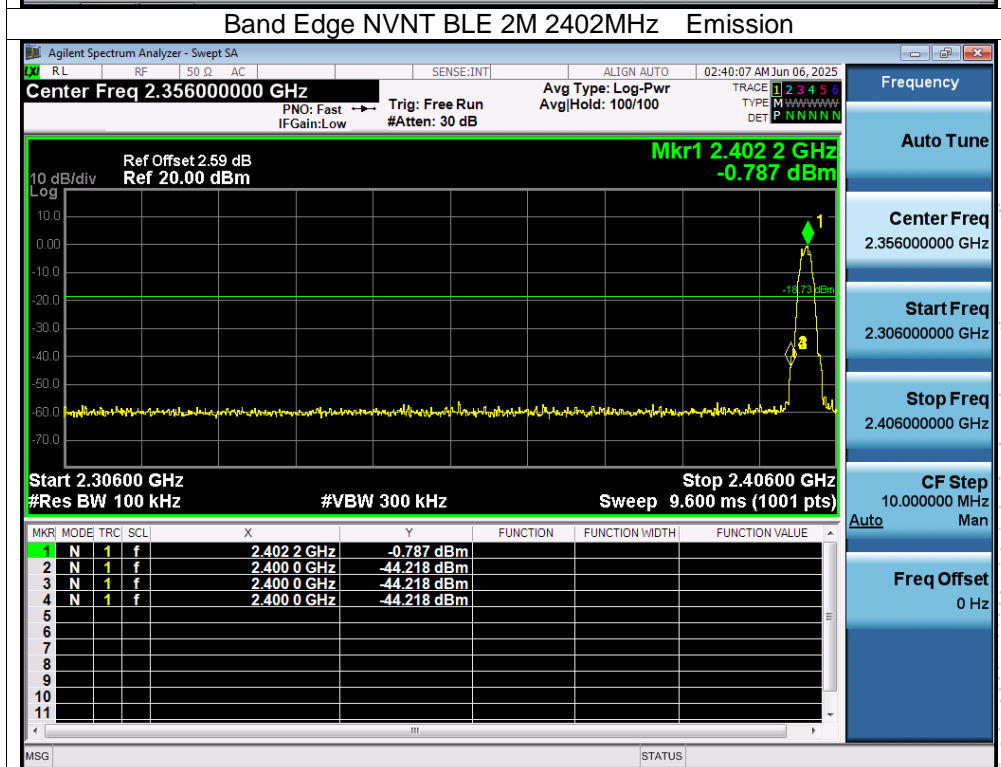 Band Edge NVNT BLE 2M 2402MHz    Emission
Agilent Spectrum Analyzer - Swept SA
LXI RL RF 50 Ω AC SENSE:INT ALIGN AUTO 02:40:07 AM Jun 06, 2025
Center Freq 2.356000000 GHz
PNO: Fast
IFGain:Low
Trig: Free Run
#Atten: 30 dB
Avg Type: Log-Pwr
Avg|Hold: 100/100
TRACE 1 2 3 4 5 6
TYPE M WWWWW
DET P N N N N N
Mkr1 2.402 2 GHz
-0.787 dBm
Ref Offset 2.59 dB
10 dB/div Ref 20.00 dBm
Log
10.0
0.00
-10.0
-20.0
-30.0
-40.0
-50.0
-60.0
-70.0
1
-18.73 dBm
Start 2.30600 GHz Stop 2.40600 GHz
#Res BW 100 kHz #VBW 300 kHz Sweep 9.600 ms (1001 pts)
MKR MODE TRC SCL X Y FUNCTION FUNCTION WIDTH FUNCTION VALUE
1 N 1 f 2.402 2 GHz -0.787 dBm
2 N 1 f 2.400 0 GHz -44.218 dBm
3 N 1 f 2.400 0 GHz -44.218 dBm
4 N 1 f 2.400 0 GHz -44.218 dBm
5
6
7
8
9
10
11
MSG STATUS
Frequency
Auto Tune
Center Freq
2.356000000 GHz
Start Freq
2.306000000 GHz
Stop Freq
2.406000000 GHz
CF Step
10.000000 MHz
Auto Man
Freq Offset
0 Hz